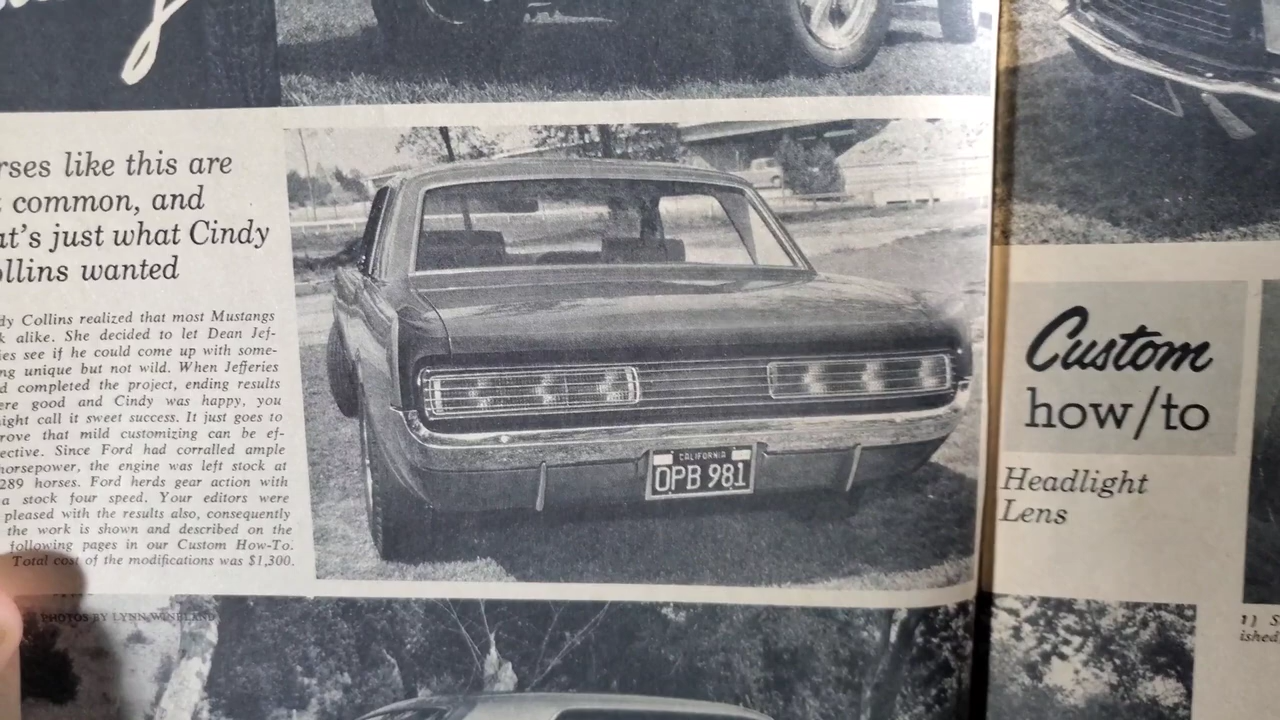 rses like this are
common, and
at's just what Cindy
ollins wanted
dy Collins realized that most Mustangs
k alike. She decided to let Dean Jef-
ies see if he could come up with some-
ng unique but not wild. When Jefferies
d completed the project, ending results
ere good and Cindy was happy, you
ight call it sweet success. It just goes to
rove that mild customizing can be ef-
ective. Since Ford had corralled ample
horsepower, the engine was left stock at
289 horses. Ford herds gear action with
a stock four speed. Your editors were
pleased with the results also, consequently
the work is shown and described on the
following pages in our Custom How-To.
Total cost of the modifications was $1,300.
PHOTOS BY LYNN WINELAND
CALIFORNIA
OPB 981
Custom
how/to
Headlight
Lens
1) S
ished